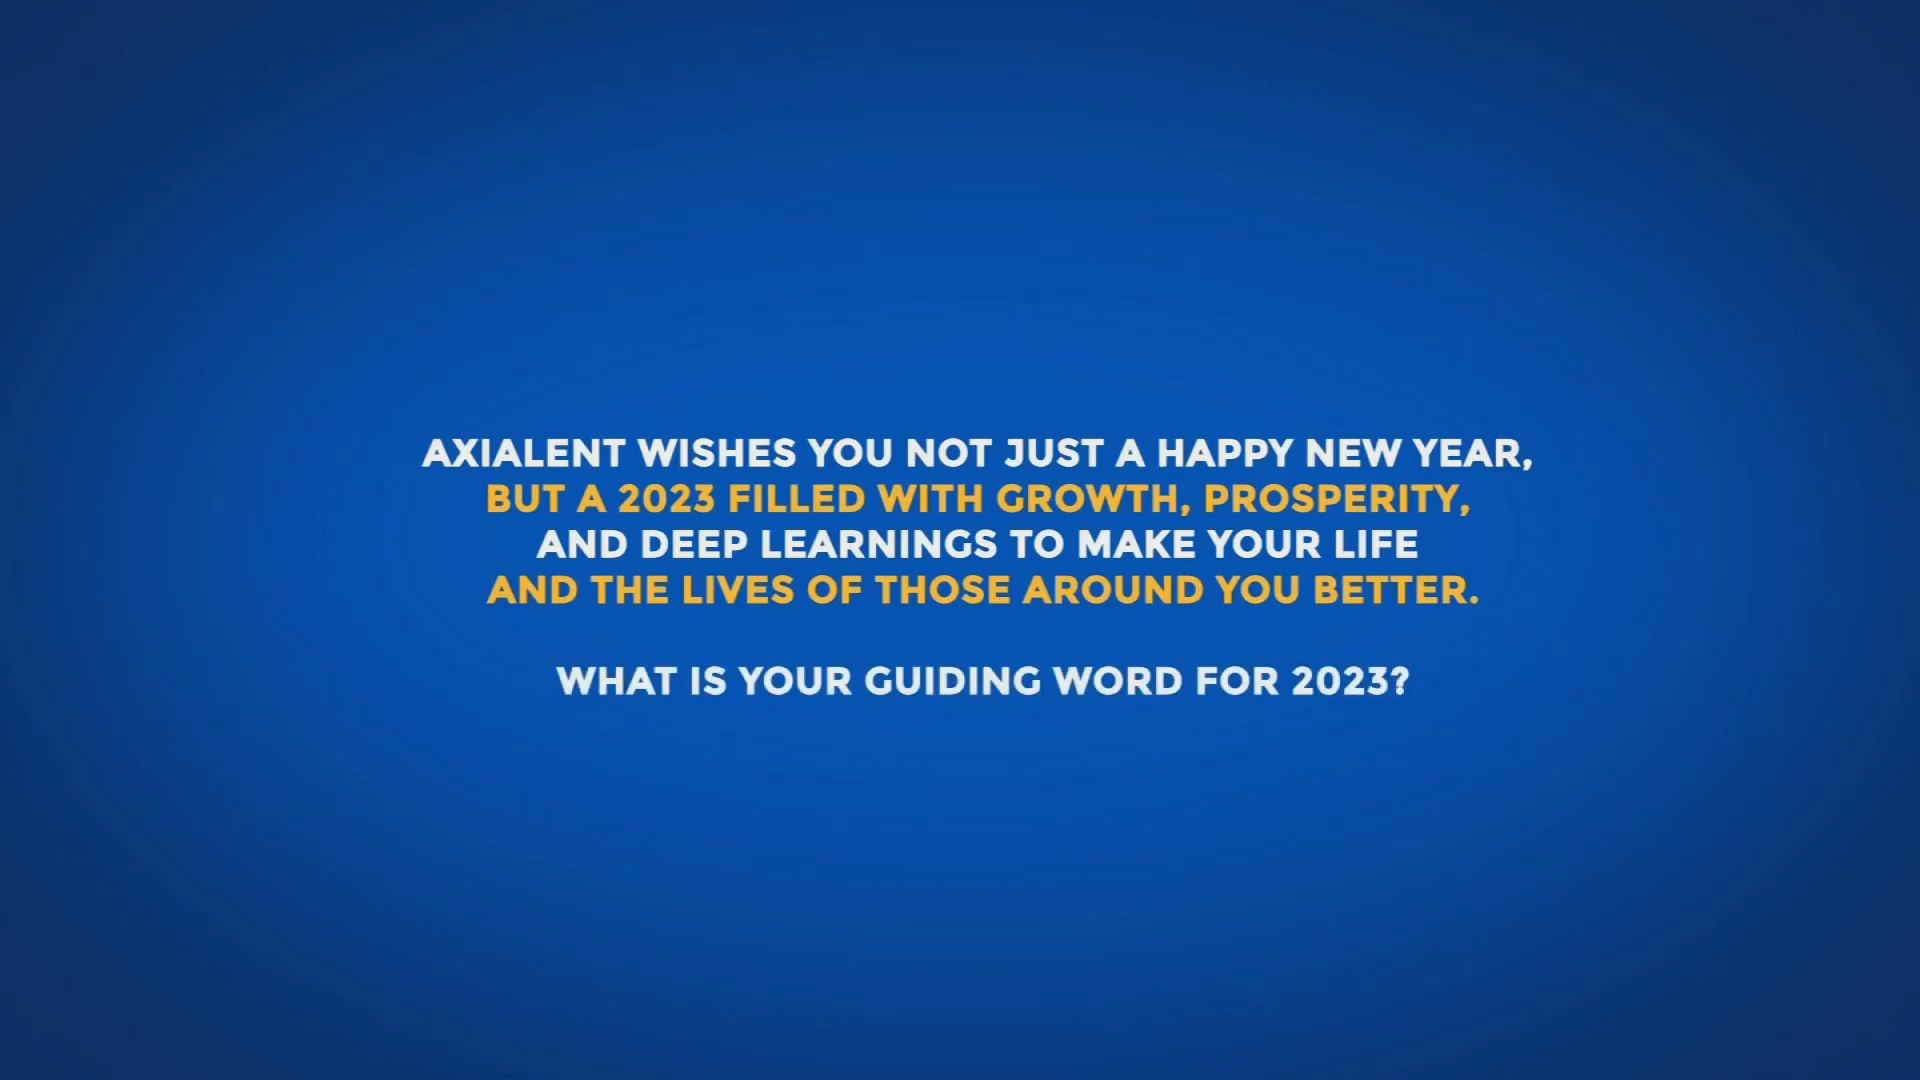 AXIALENT WISHES YOU NOT JUST A HAPPY NEW YEAR,
BUT A 2023 FILLED WITH GROWTH, PROSPERITY,
AND DEEP LEARNINGS TO MAKE YOUR LIFE
AND THE LIVES OF THOSE AROUND YOU BETTER.
WHAT IS YOUR GUIDING WORD FOR 2023?